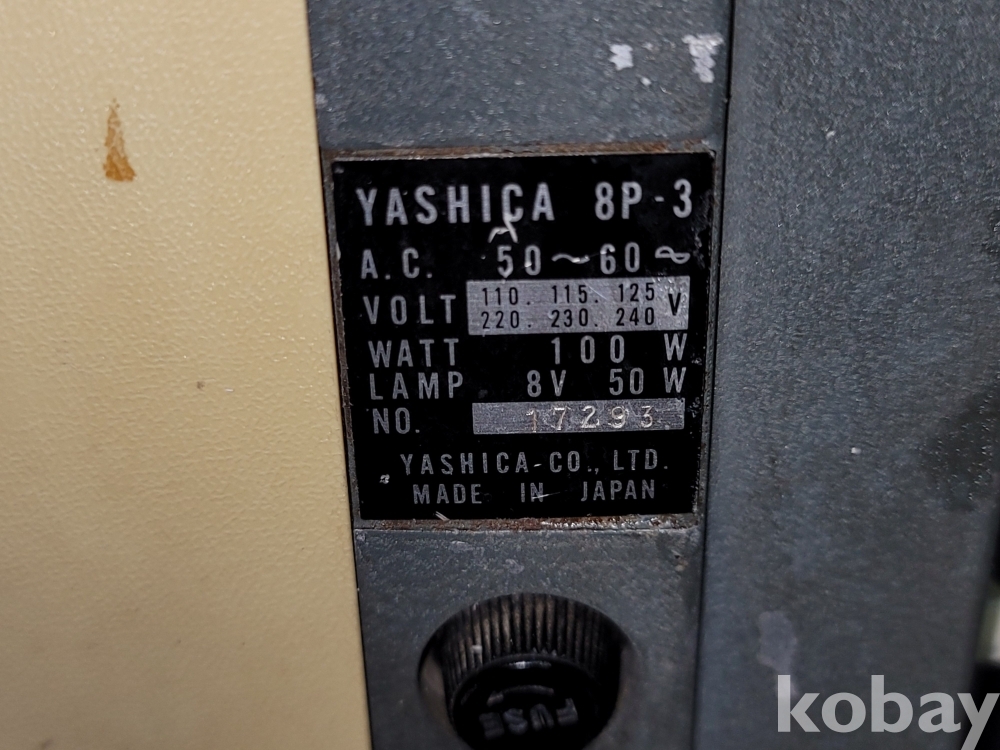 YASHICA 8P-3
A.C. 50~60~
VOLT 110. 115. 125 V
220. 230. 240
WATT 100 W
LAMP 8V 50W
NO. 17293
YASHICA CO., LTD.
MADE IN JAPAN
FUSE
kobay